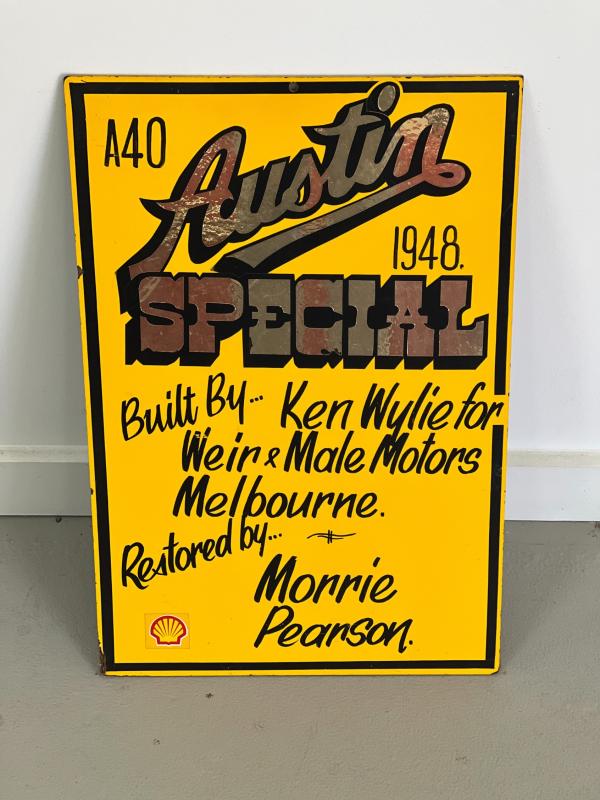 A40
Austin
1948.
SPECIAL
Built By... Ken Wylie for
Weir & Male Motors
Melbourne.
Restored by...
Morrie
Pearson.